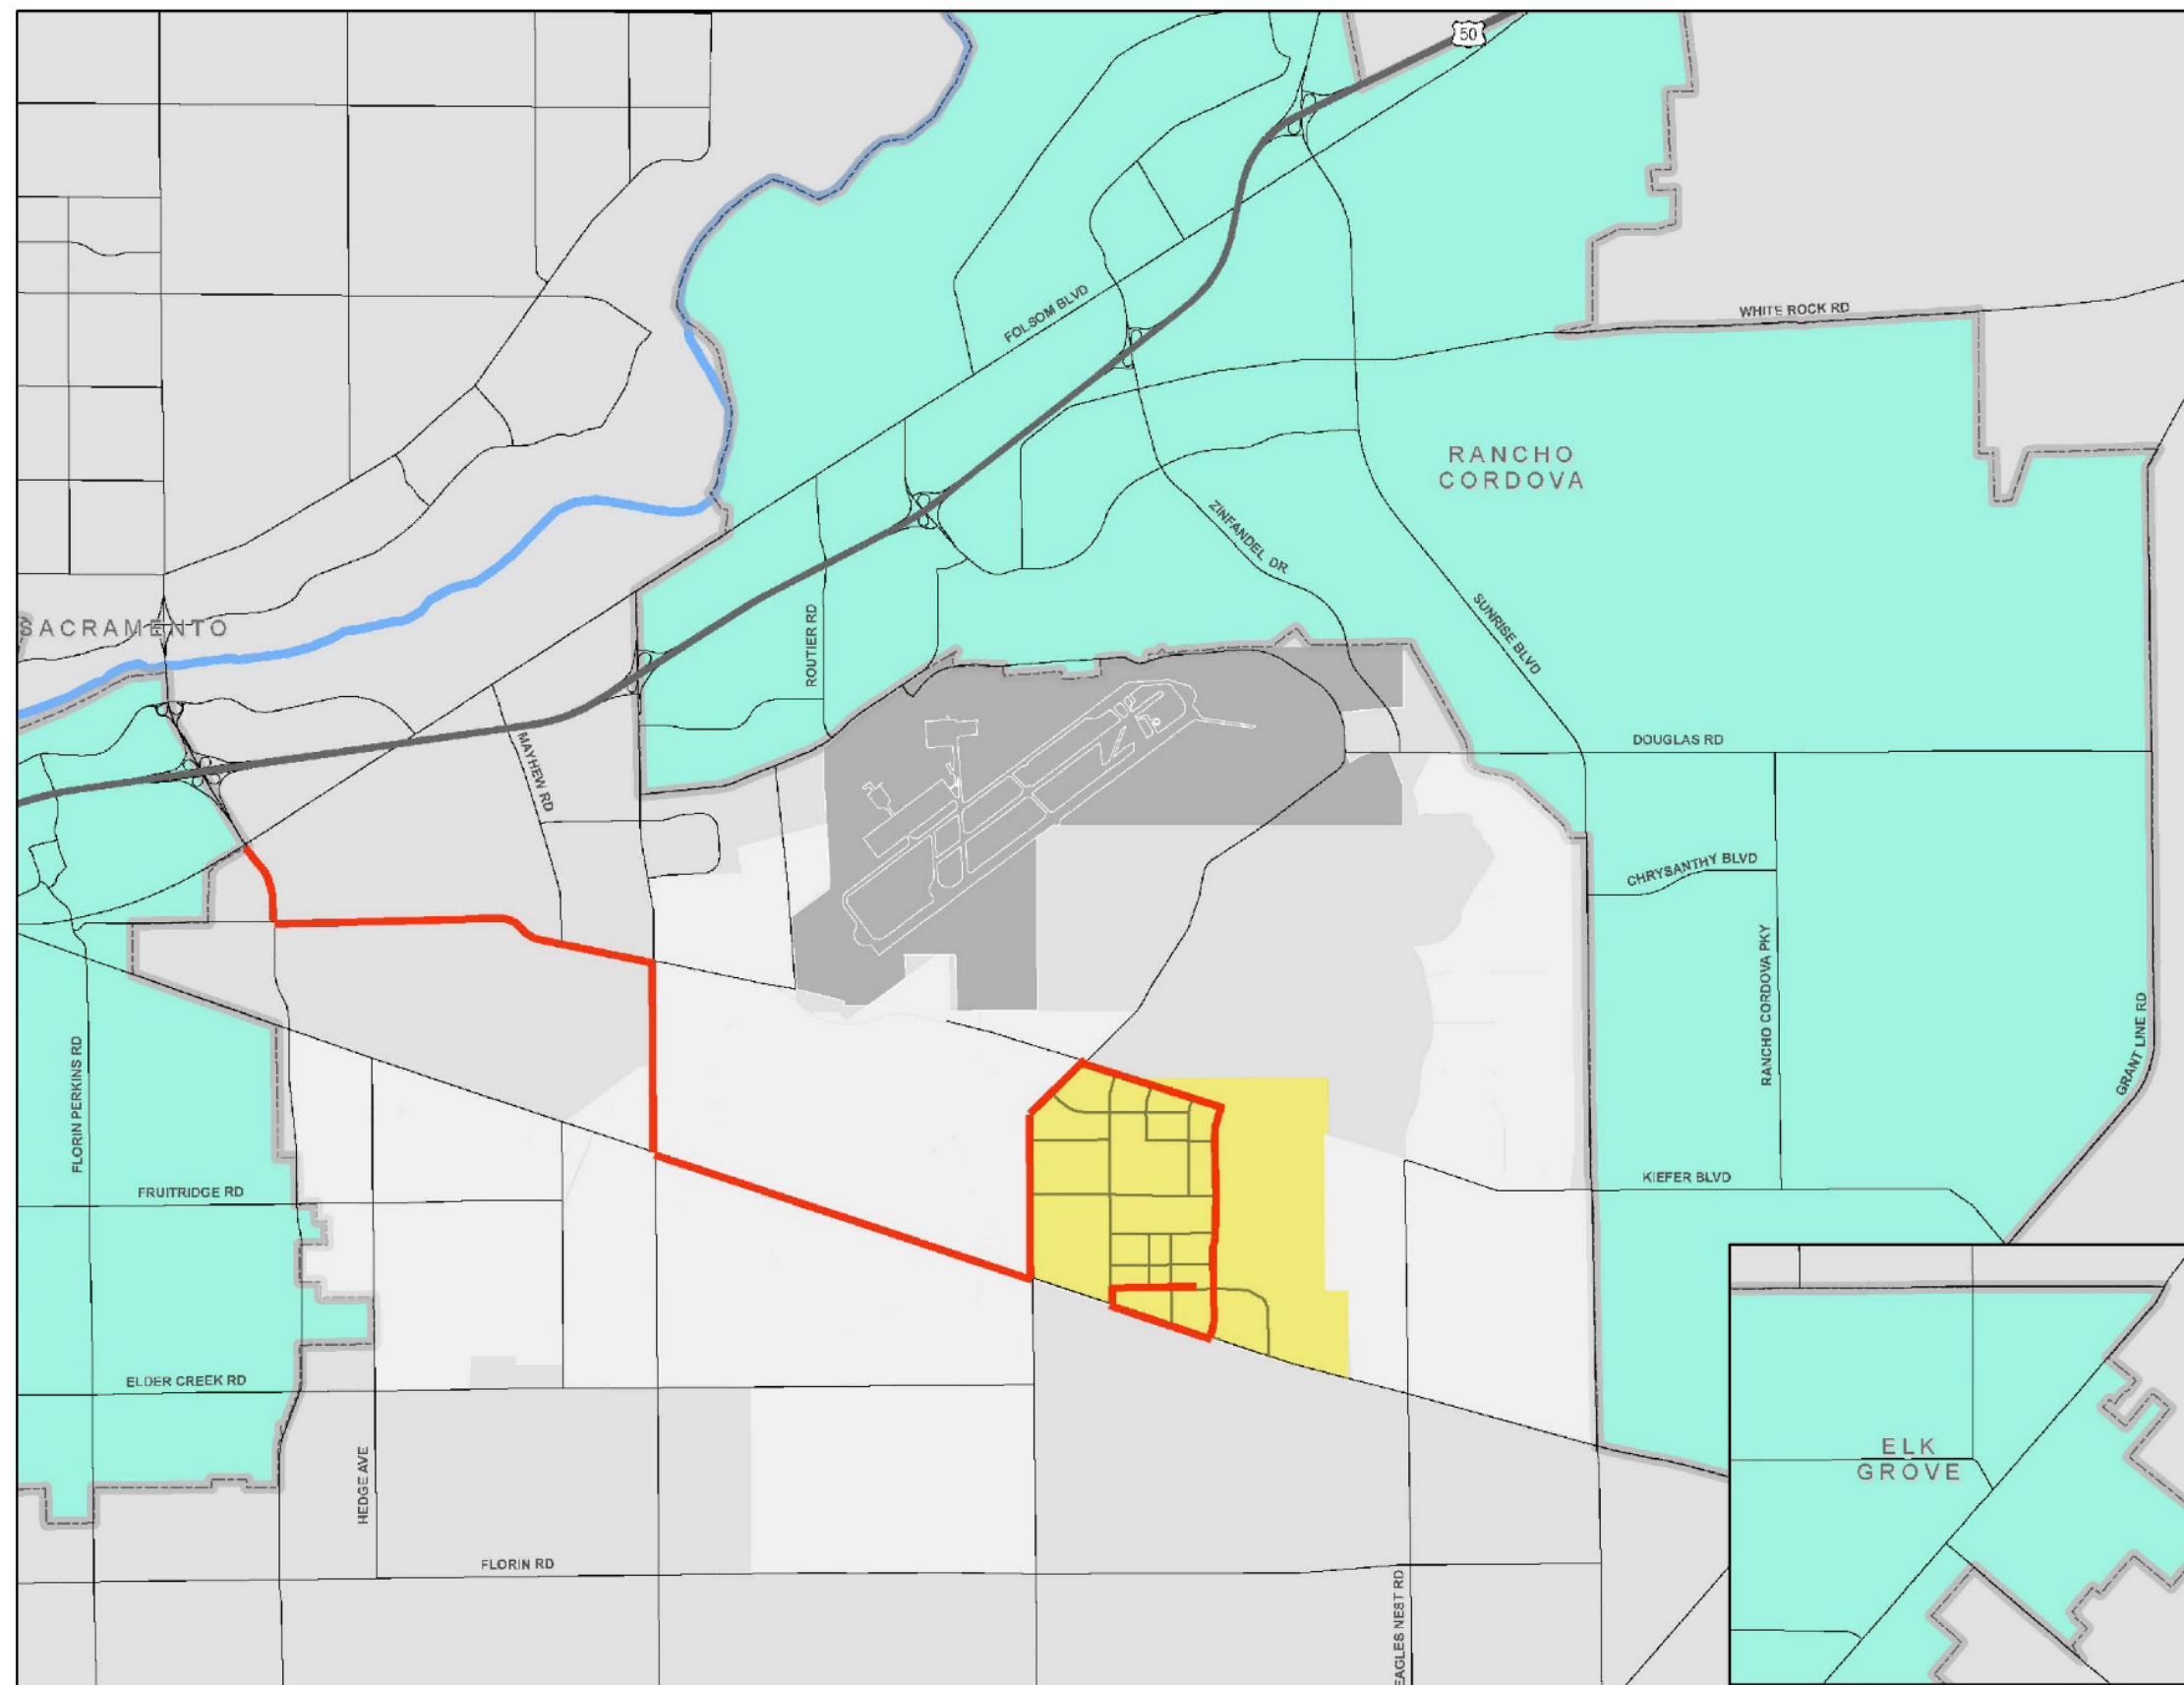 50
WHITE ROCK RD
FOLSOM BLVD
RANCHO
CORDOVA
ZINFANDEL DR
SUNRISE BLVD
ROUTIER RD
SACRAMENTO
MAYHEW RD
DOUGLAS RD
CHRYSANTHY BLVD
RANCHO CORDOVA PKY
GRANT LINE RD
FLORIN PERKINS RD
KIEFER BLVD
FRUITRIDGE RD
ELDER CREEK RD
HEDGE AVE
ELK
GROVE
FLORIN RD
EAGLES NEST RD